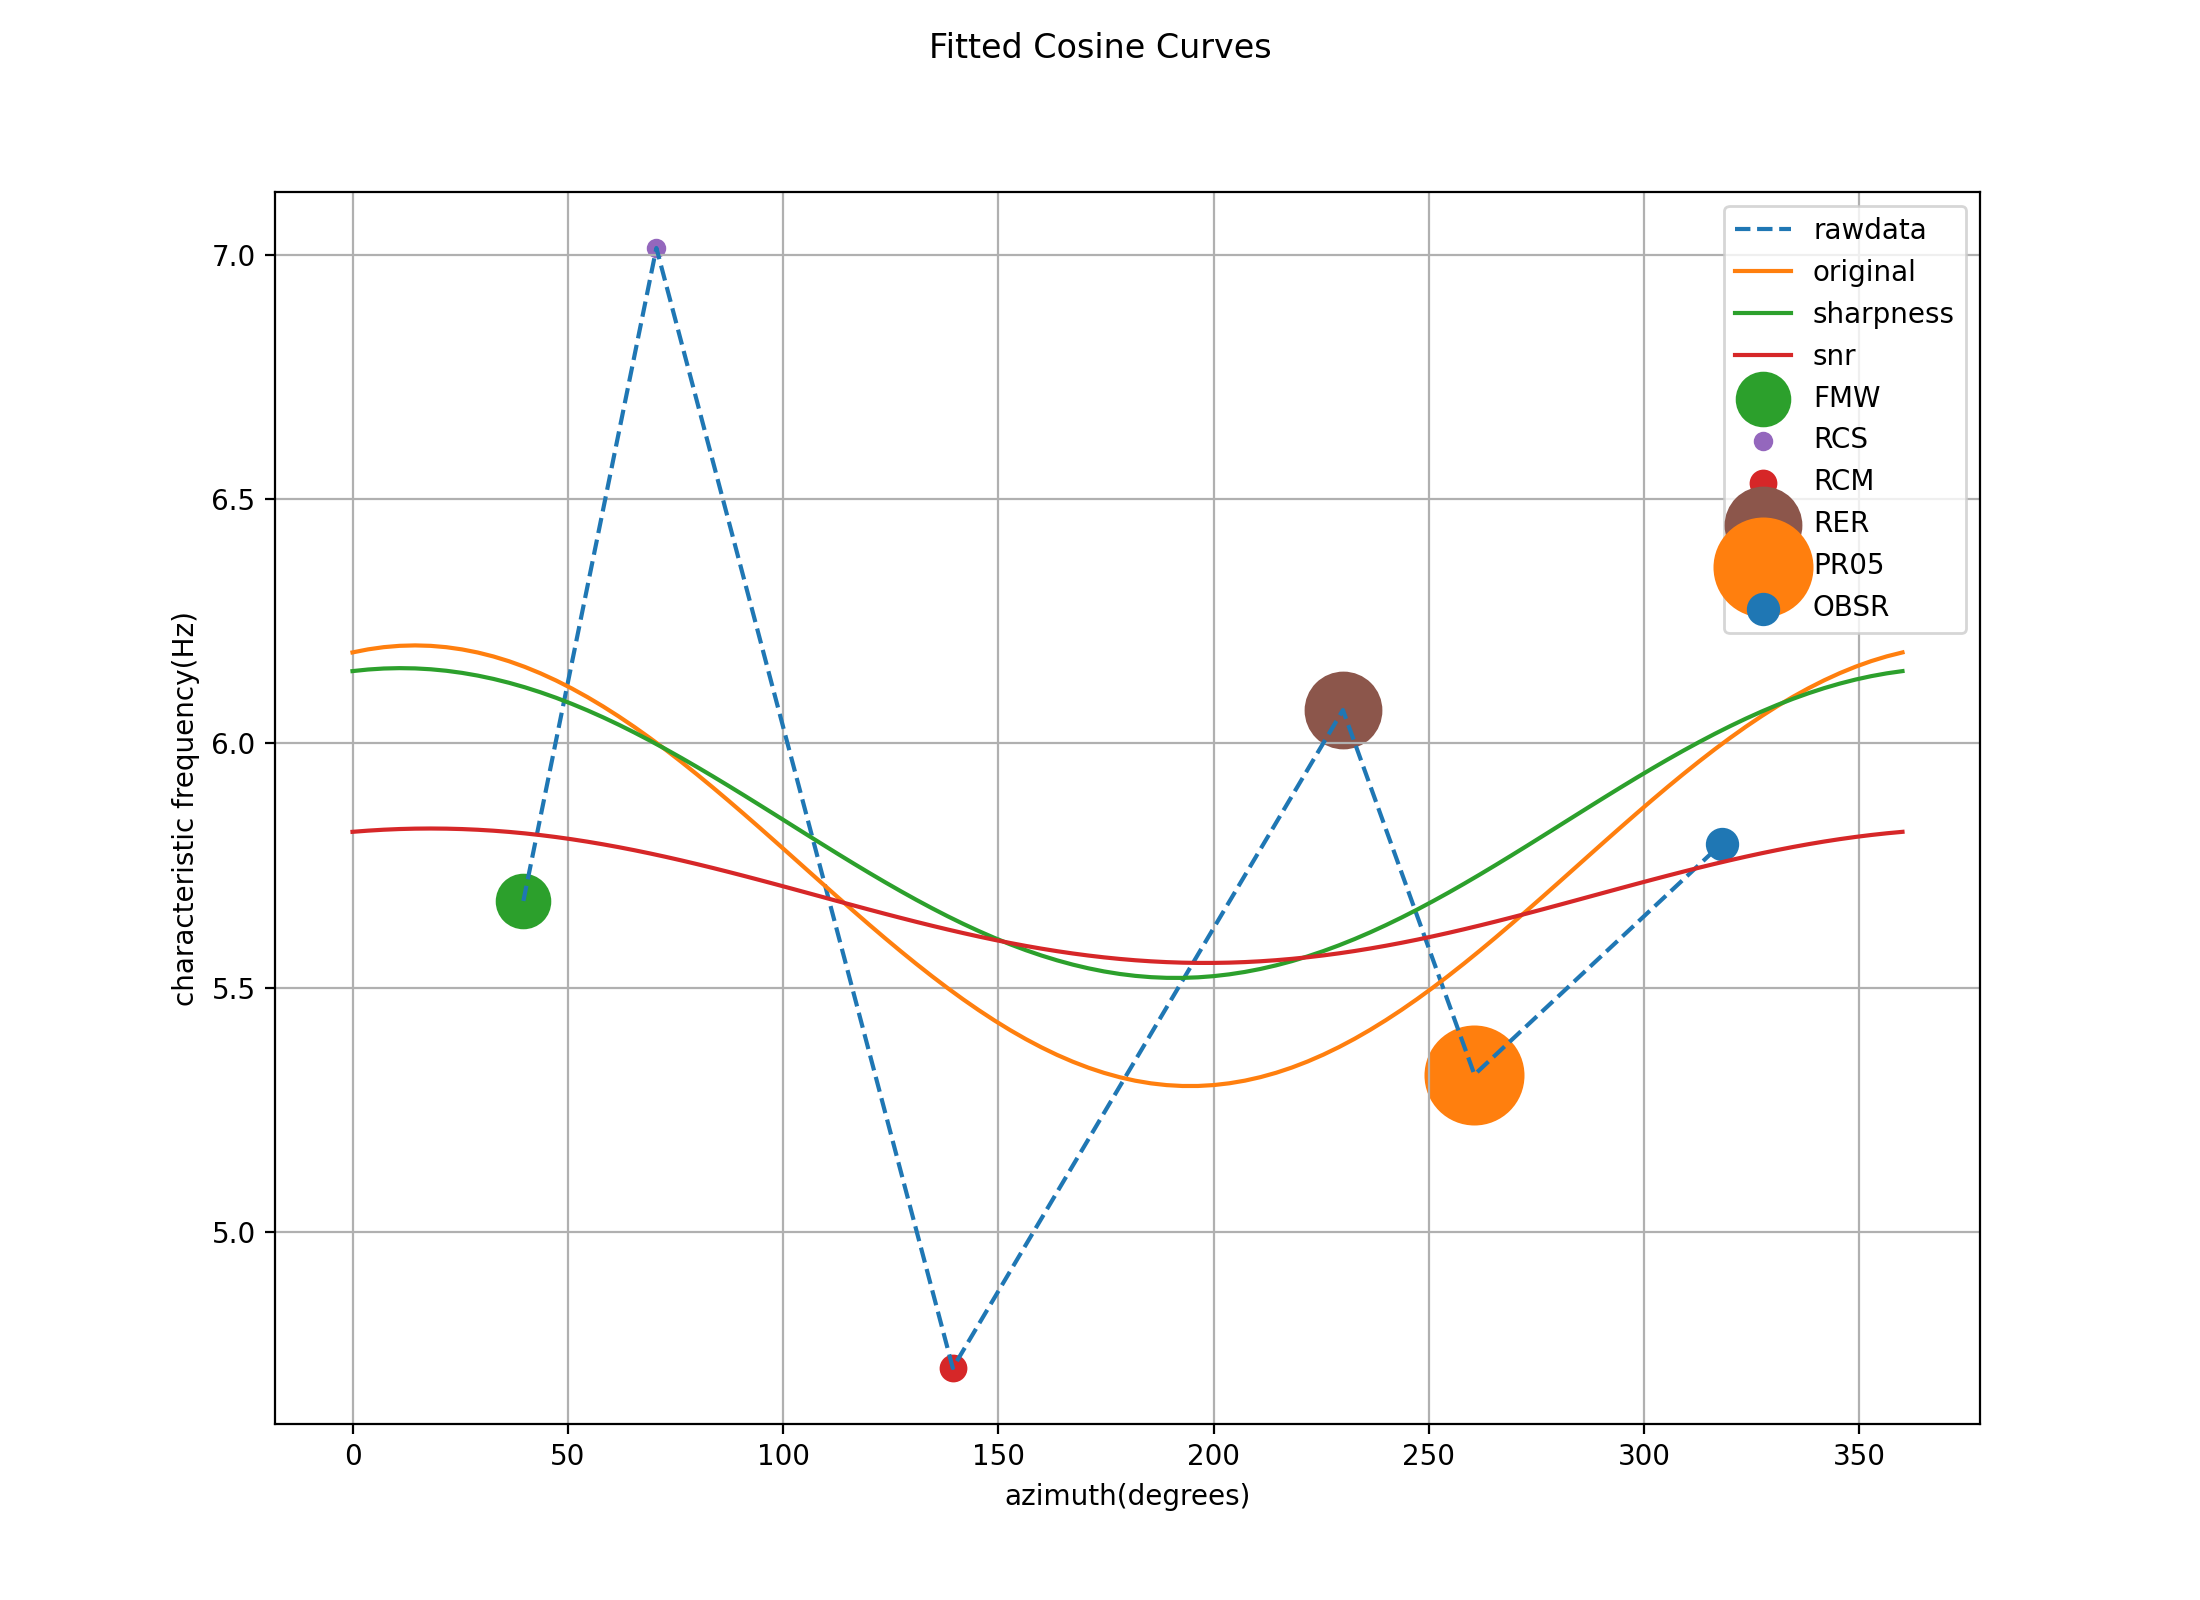 Fitted Cosine Curves
7.0
6.5
6.0
5.5
5.0
characteristic frequency(Hz)
0 50 100 150 200 250 300 350
azimuth(degrees)
rawdata
original
sharpness
snr
FMW
RCS
RCM
RER
PR05
OBSR